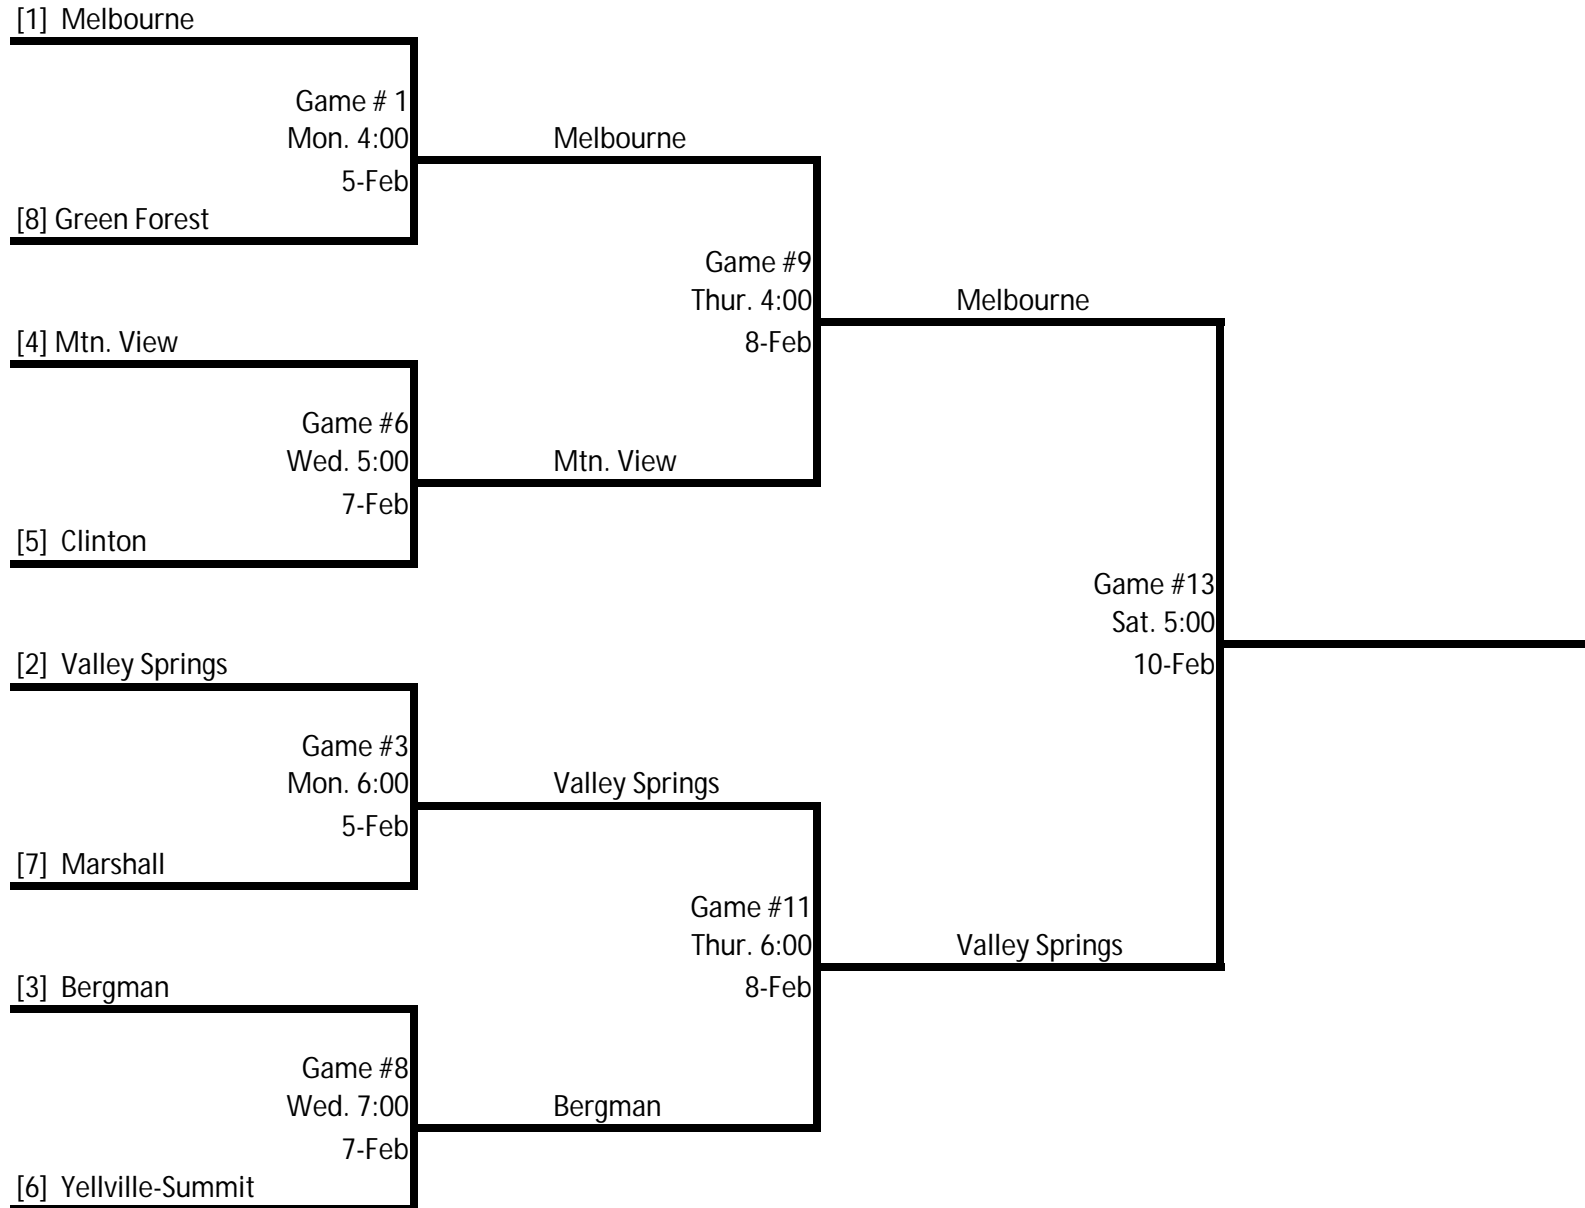 [1] Melbourne
Game # 1
Mon. 4:00
Melbourne
5-Feb
[8] Green Forest
Game #9
Thur. 4:00
Melbourne
8-Feb
[4] Mtn. View
Game #6
Wed. 5:00
Mtn. View
7-Feb
[5] Clinton
Game #13
Sat. 5:00
10-Feb
[2] Valley Springs
Game #3
Mon. 6:00
Valley Springs
5-Feb
[7] Marshall
Game #11
Thur. 6:00
Valley Springs
8-Feb
[3] Bergman
Game #8
Wed. 7:00
Bergman
7-Feb
[6] Yellville-Summit